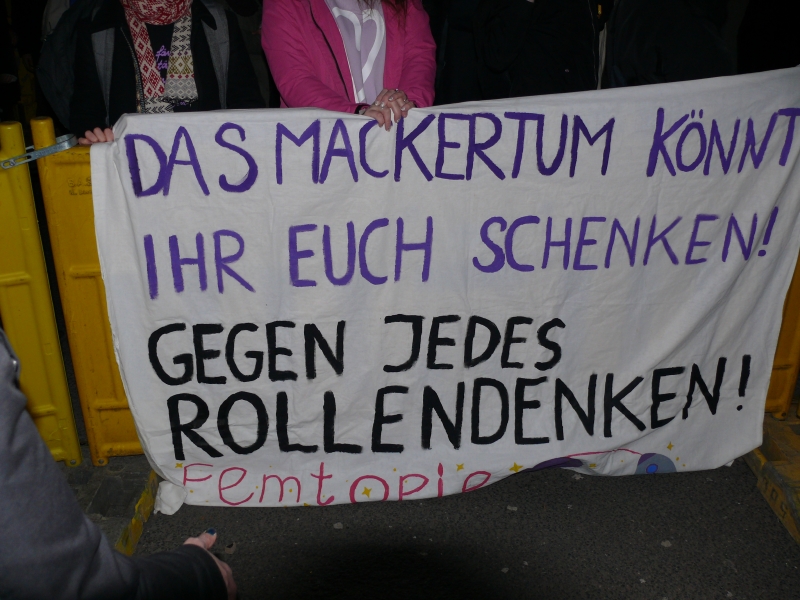 DAS MACKERTUM KÖNNT
IHR EUCH SCHENKEN!
GEGEN JEDES
ROLLENDENKEN!
Femtopie